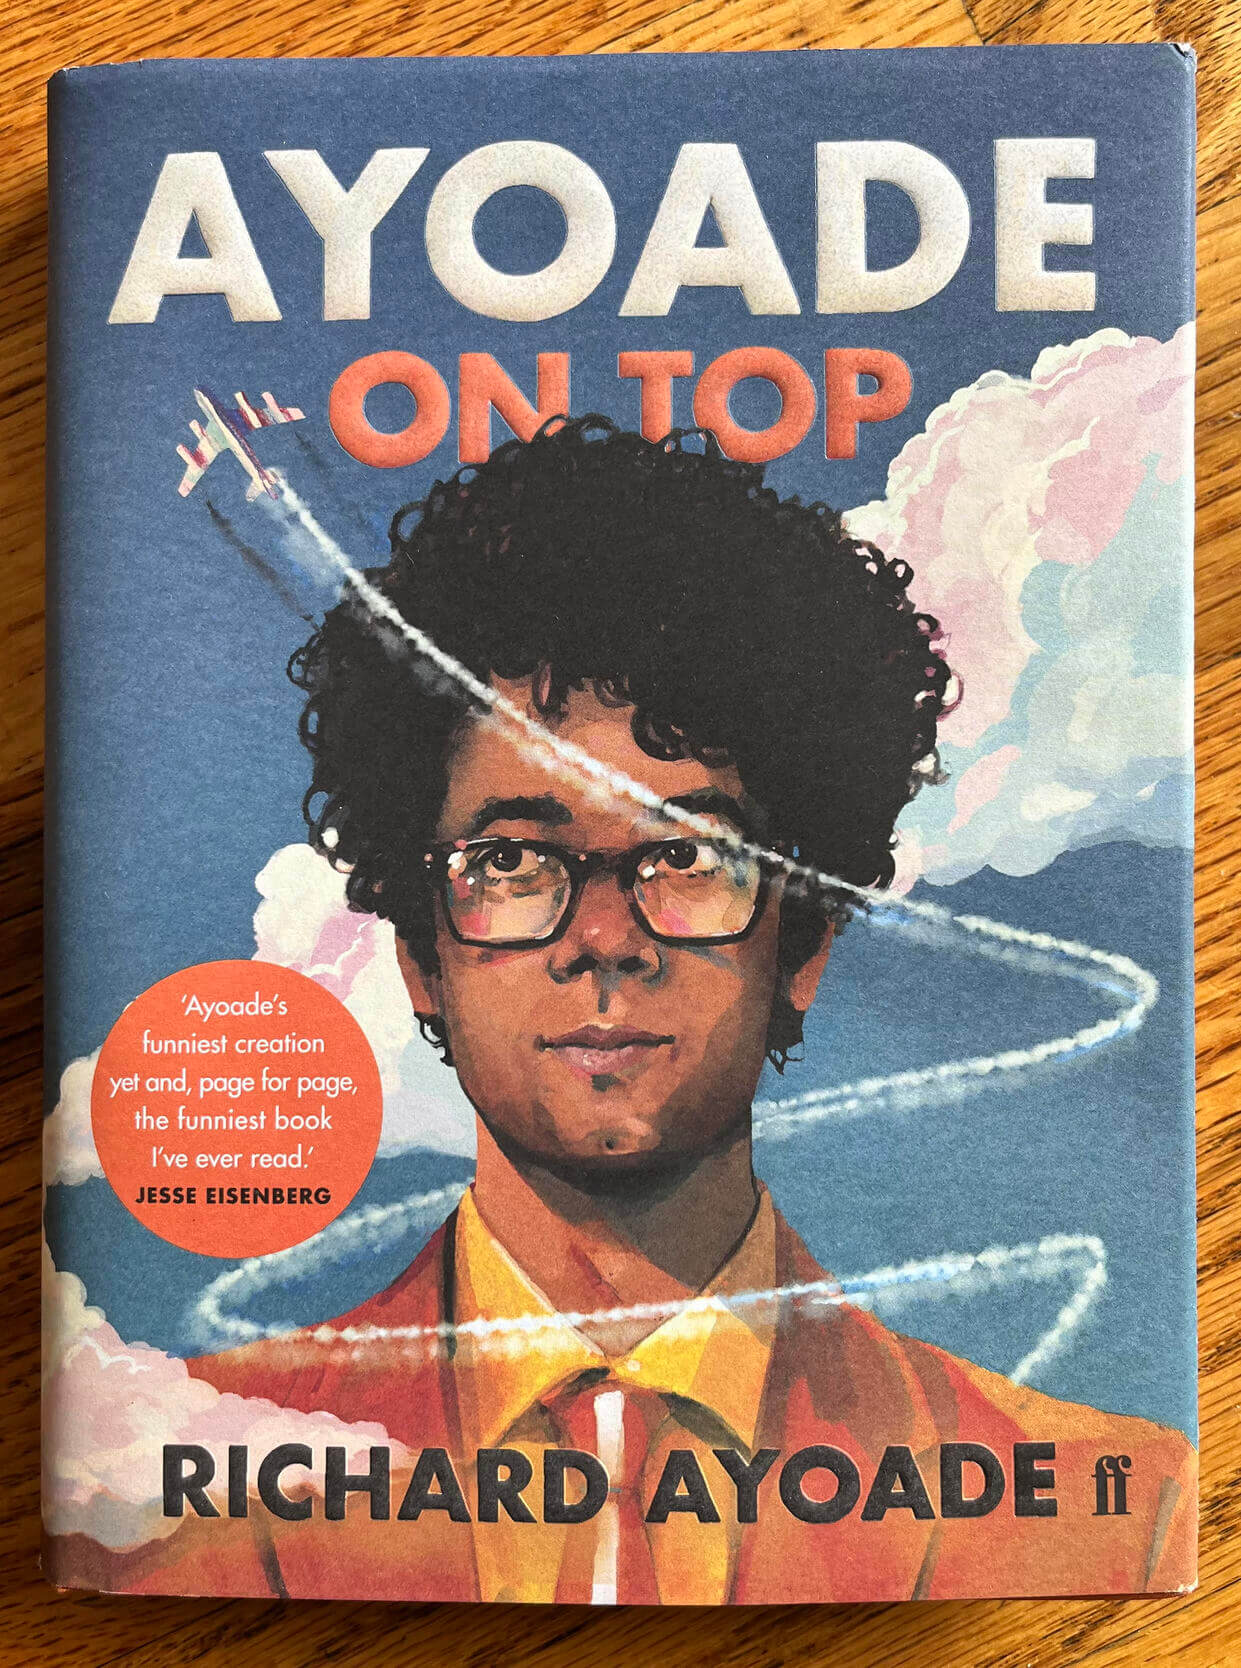 AYOADE
ON TOP
‘Ayoade’s
funniest creation
yet and, page for page,
the funniest book
I’ve ever read.’
JESSE EISENBERG
RICHARD AYOADE ff